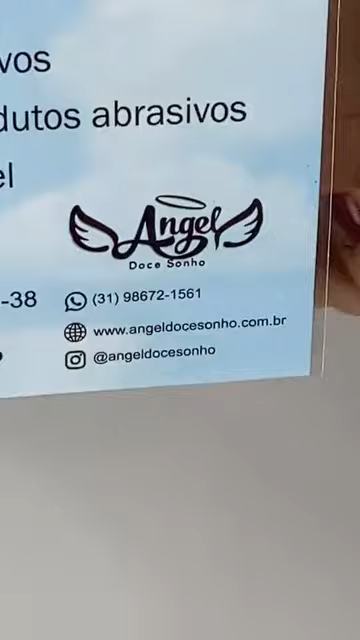 vos
dutos abrasivos
el
Angel
Doce Sonho
-38
(31) 98672-1561
www.angeldocesonho.com.br
@angeldocesonho